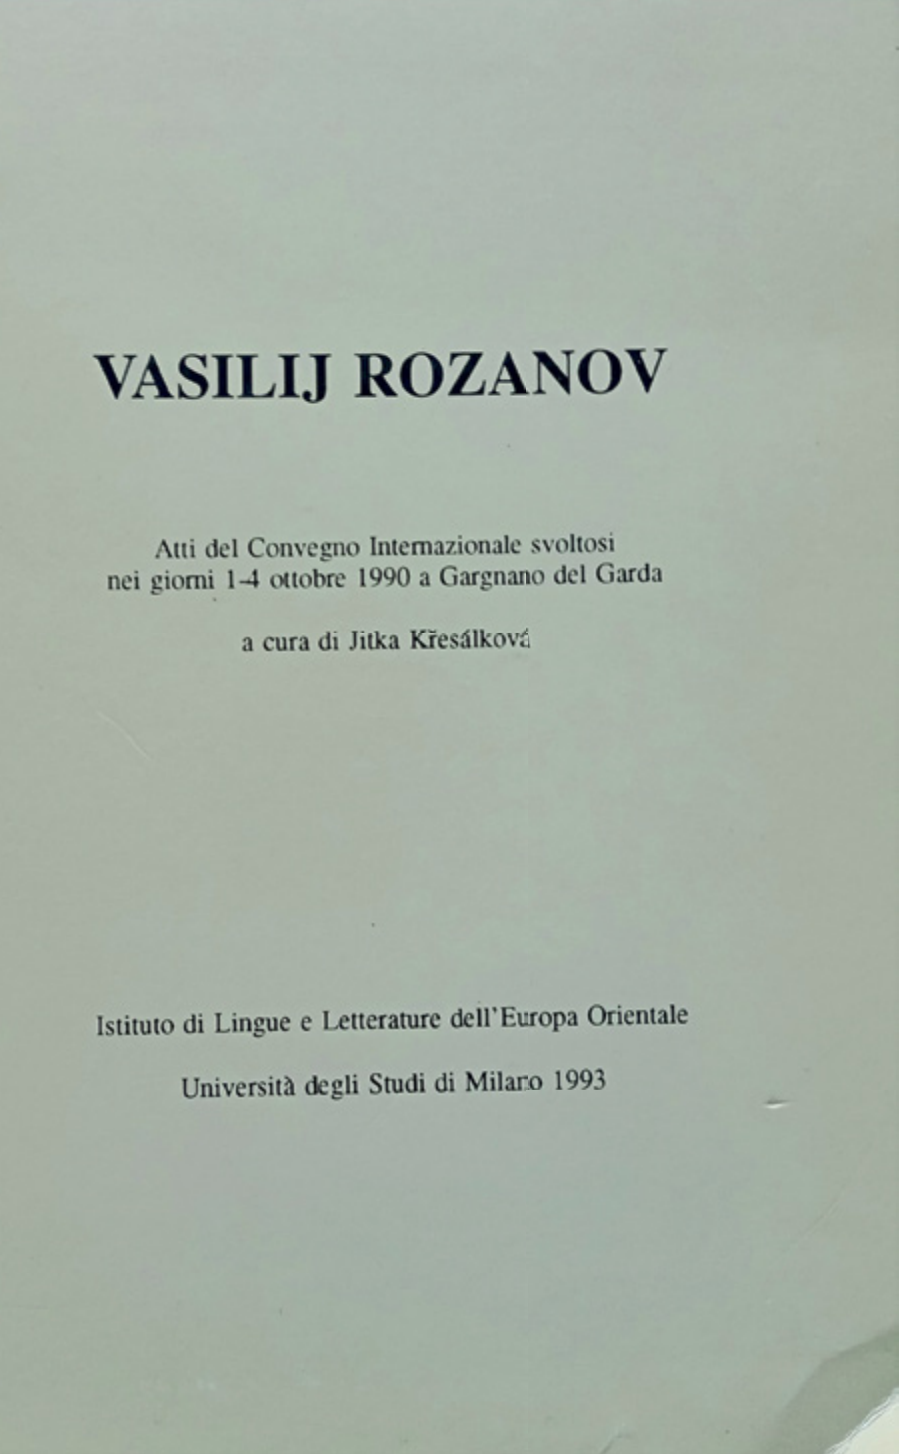 VASILIJ ROZANOV
Atti del Convegno Internazionale svoltosi
nei giorni 1-4 ottobre 1990 a Gargnano del Garda
a cura di Jitka Křesálková
Istituto di Lingue e Letterature dell'Europa Orientale
Università degli Studi di Milano 1993